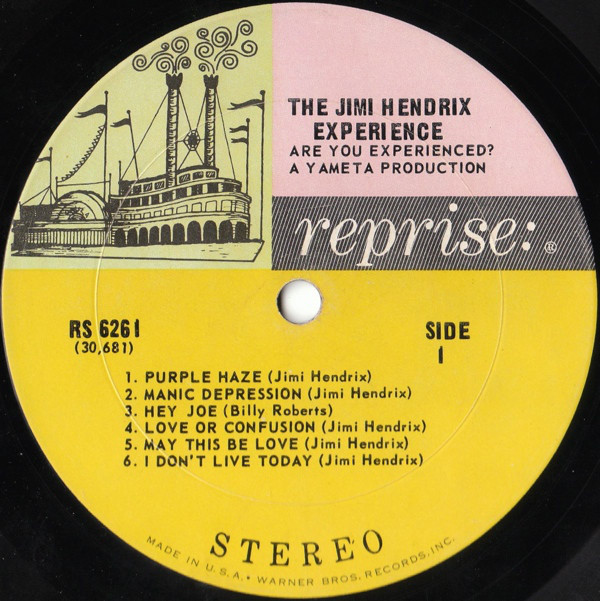 THE JIMI HENDRIX
EXPERIENCE
ARE YOU EXPERIENCED?
A YAMETA PRODUCTION
reprise:®
RS 6261
(30,681)
SIDE
1
1. PURPLE HAZE (Jimi Hendrix)
2. MANIC DEPRESSION (Jimi Hendrix)
3. HEY JOE (Billy Roberts)
4. LOVE OR CONFUSION (Jimi Hendrix)
5. MAY THIS BE LOVE (Jimi Hendrix)
6. I DON'T LIVE TODAY (Jimi Hendrix)
STEREO
MADE IN U.S.A. • WARNER BROS. RECORDS, INC.